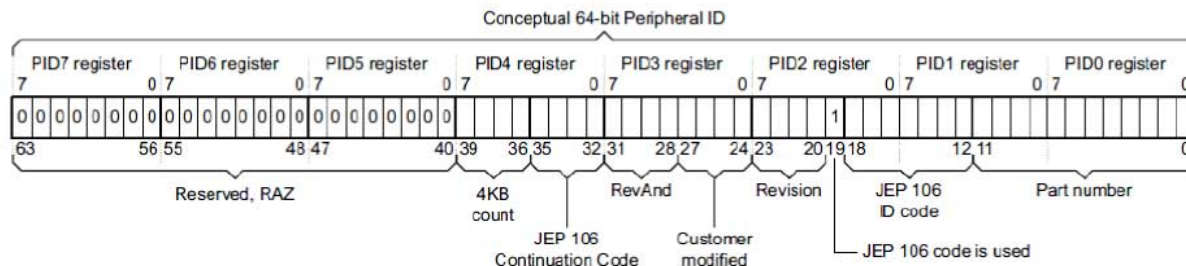 Conceptual 64-bit Peripheral ID
PID7 register PID6 register PID5 register PID4 register PID3 register PID2 register PID1 register PID0 register
7 0 7 0 7 0 7 0 7 0 7 0 7 0 7 0
0 0 0 0 0 0 0 0 0 0 0 0 0 0 0 0 0 0 0 0 0 0 0 0 1
63 56 55 48 47 40 39 36 35 32 31 28 27 24 23 20 19 18 12 11 0
Reserved, RAZ 4KB count RevAnd Revision JEP 106 ID code Part number
JEP 106 Continuation Code Customer modified JEP 106 code is used